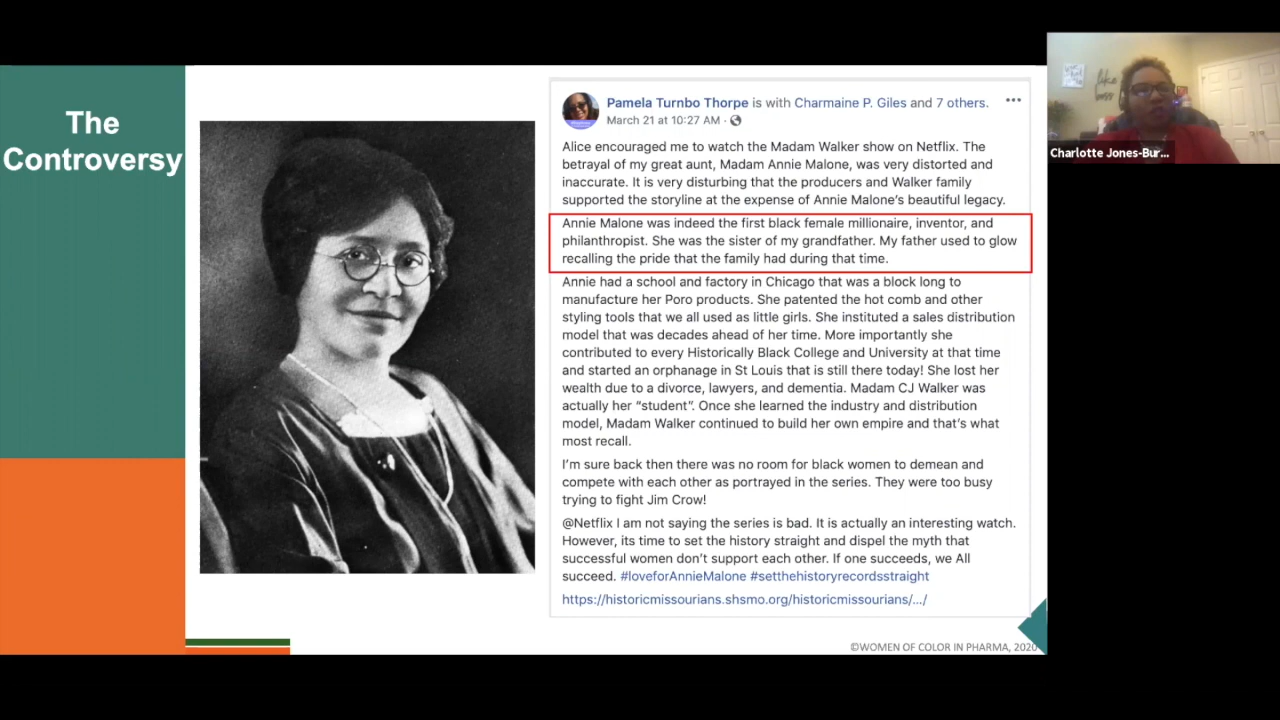 The
Controversy
Pamela Turnbo Thorpe is with Charmaine P. Giles and 7 others.
March 21 at 10:27 AM ·
Alice encouraged me to watch the Madam Walker show on Netflix. The
betrayal of my great aunt, Madam Annie Malone, was very distorted and
inaccurate. It is very disturbing that the producers and Walker family
supported the storyline at the expense of Annie Malone's beautiful legacy.
Annie Malone was indeed the first black female millionaire, inventor, and
philanthropist. She was the sister of my grandfather. My father used to glow
recalling the pride that the family had during that time.
Annie had a school and factory in Chicago that was a block long to
manufacture her Poro products. She patented the hot comb and other
styling tools that we all used as little girls. She instituted a sales distribution
model that was decades ahead of her time. More importantly she
contributed to every Historically Black College and University at that time
and started an orphanage in St Louis that is still there today! She lost her
wealth due to a divorce, lawyers, and dementia. Madam CJ Walker was
actually her “student”. Once she learned the industry and distribution
model, Madam Walker continued to build her own empire and that's what
most recall.
I'm sure back then there was no room for black women to demean and
compete with each other as portrayed in the series. They were too busy
trying to fight Jim Crow!
@Netflix I am not saying the series is bad. It is actually an interesting watch.
However, its time to set the history straight and dispel the myth that
successful women don't support each other. If one succeeds, we All
succeed. #loveforAnnieMalone #setthehistoryrecordsstraight
https://historicmissourians.shsmo.org/historicmissourians/.../
©WOMEN OF COLOR IN PHARMA, 2020
like
boss
Charlotte Jones-Bur...